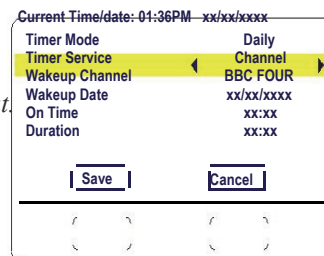 Current Time/date: 01:36PM xx/xx/xxxx
Timer Mode Daily
Timer Service Channel
Wakeup Channel BBC FOUR
Wakeup Date xx/xx/xxxx
On Time xx:xx
Duration xx:xx
Save Cancel